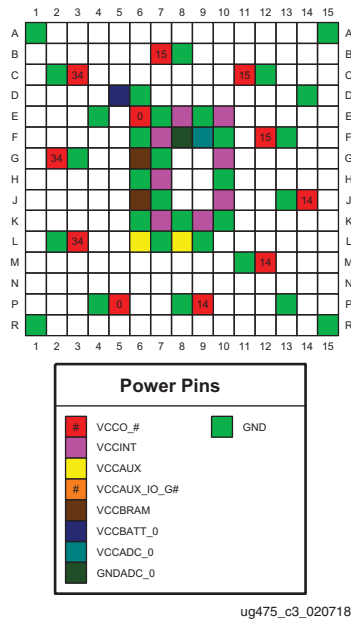 1 2 3 4 5 6 7 8 9 10 11 12 13 14 15
A A
B 15 B
C 34 15 C
D D
E 0 E
F 15 F
G 34 G
H H
J 14 J
K K
L 34 L
M 14 M
N N
P 0 14 P
R R
1 2 3 4 5 6 7 8 9 10 11 12 13 14 15
Power Pins
# VCCO_# GND
VCCINT
VCCAUX
# VCCAUX_IO_G#
VCCBRAM
VCCBATT_0
VCCADC_0
GNDADC_0
ug475_c3_020718